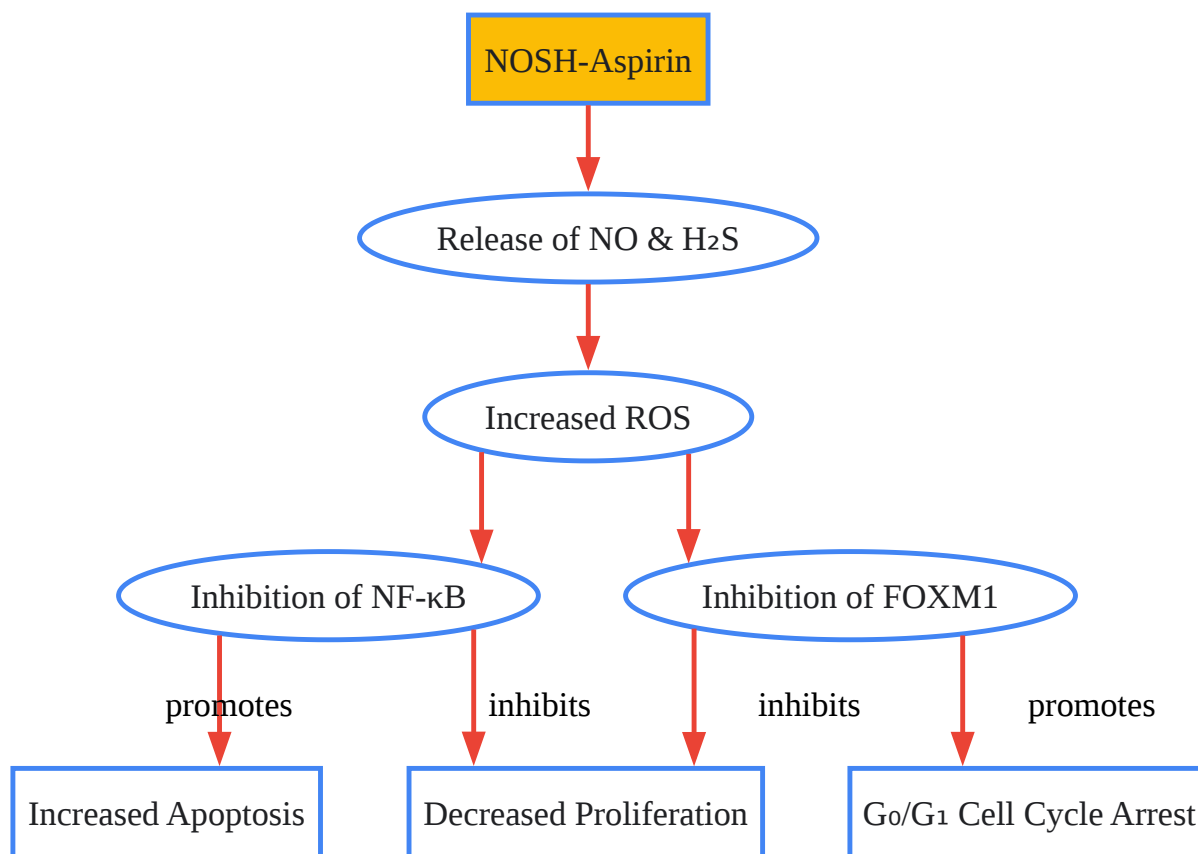 NOSH-Aspirin
Release of NO & H₂S
Increased ROS
Inhibition of NF-κB
Inhibition of FOXM1
promotes
inhibits
inhibits
promotes
Increased Apoptosis
Decreased Proliferation
G₀/G₁ Cell Cycle Arrest